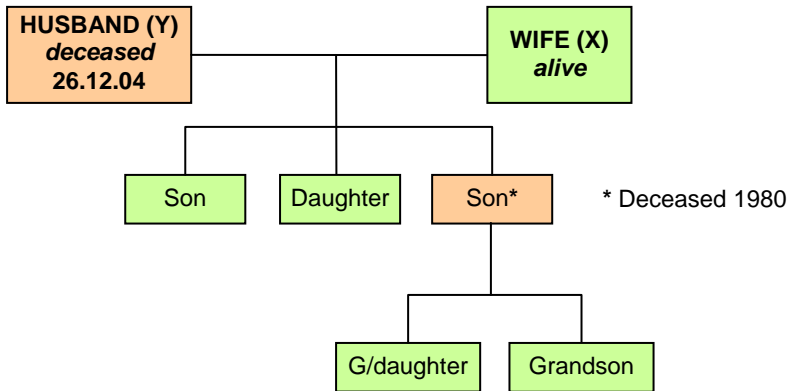 HUSBAND (Y)
deceased
26.12.04
WIFE (X)
alive
Son
Daughter
Son*
* Deceased 1980
G/daughter
Grandson